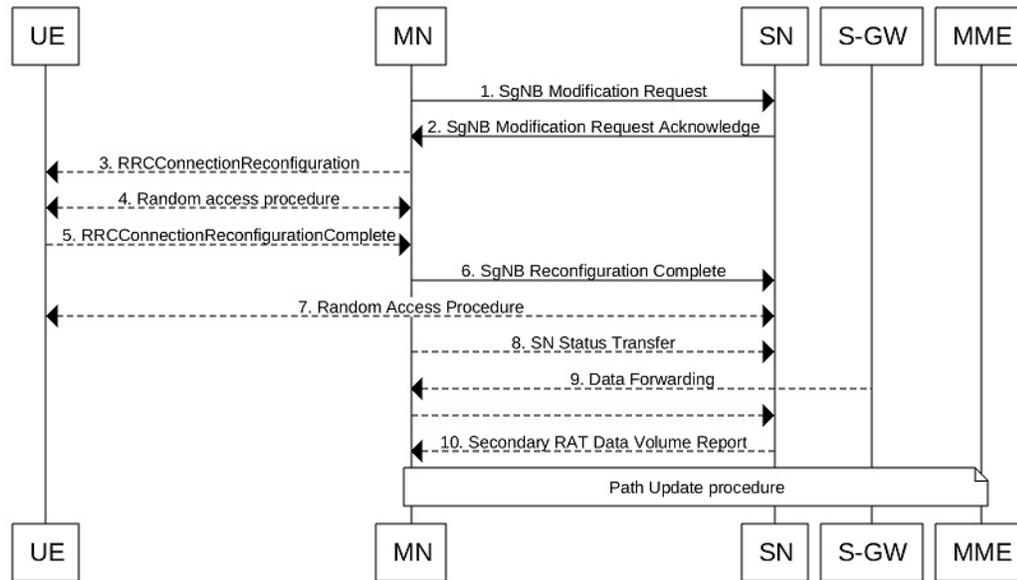 UE MN SN S-GW MME
1. SgNB Modification Request
2. SgNB Modification Request Acknowledge
3. RRCConnectionReconfiguration
4. Random access procedure
5. RRCConnectionReconfigurationComplete
6. SgNB Reconfiguration Complete
7. Random Access Procedure
8. SN Status Transfer
9. Data Forwarding
10. Secondary RAT Data Volume Report
Path Update procedure
UE MN SN S-GW MME